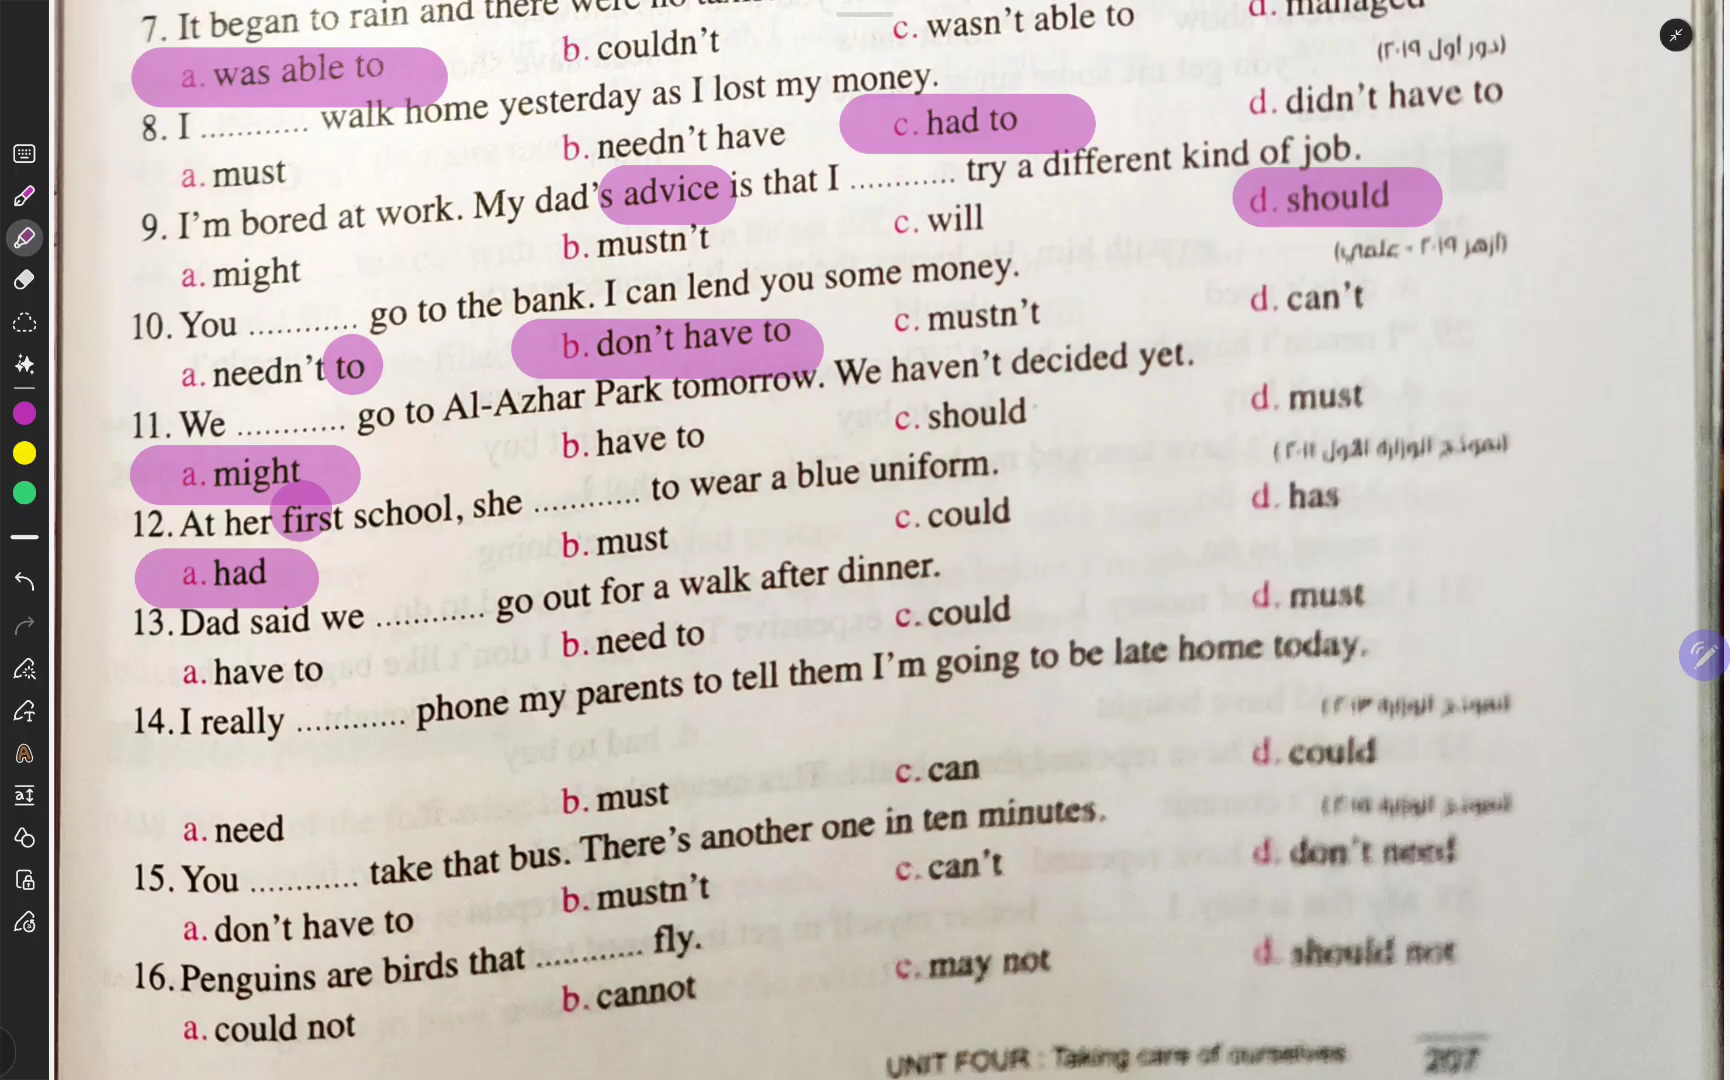 7. It began to rain and there were no
a. was able to b. couldn't c. wasn't able to d. managed
(دور أول ٢٠١٩)
8. I ............ walk home yesterday as I lost my money.
a. must b. needn't have c. had to d. didn't have to
9. I'm bored at work. My dad's advice is that I ............ try a different kind of job.
a. might b. mustn't c. will d. should
(أزهر ٢٠١٩ - علمى)
10. You ............ go to the bank. I can lend you some money.
a. needn't to b. don't have to c. mustn't d. can't
11. We ............ go to Al-Azhar Park tomorrow. We haven't decided yet.
a. might b. have to c. should d. must
12. At her first school, she ............ to wear a blue uniform.
a. had b. must c. could d. has
13. Dad said we ............ go out for a walk after dinner.
a. have to b. need to c. could d. must
14. I really ............ phone my parents to tell them I'm going to be late home today.
a. need b. must c. can d. could
15. You ............ take that bus. There's another one in ten minutes.
a. don't have to b. mustn't c. can't d. don't need
16. Penguins are birds that ............ fly.
a. could not b. cannot c. may not d. should not
UNIT FOUR : Taking care of ourselves 207